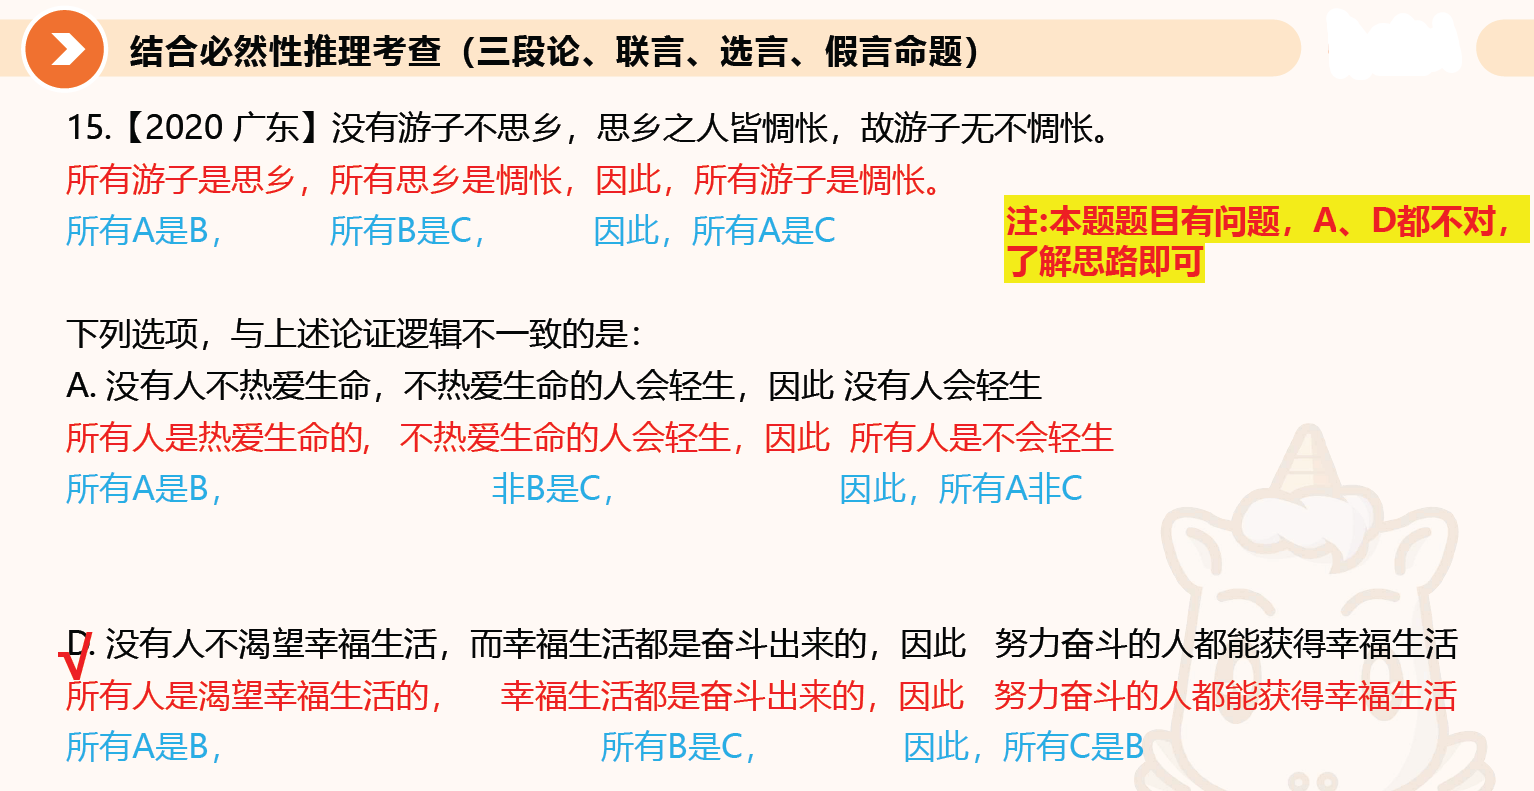 结合必然性推理考查（三段论、联言、选言、假言命题）
15.【2020 广东】没有游子不思乡，思乡之人皆惆怅，故游子无不惆怅。
所有游子是思乡，所有思乡是惆怅，因此，所有游子是惆怅。
所有A是B， 所有B是C， 因此，所有A是C
注:本题题目有问题，A、D都不对，
了解思路即可
下列选项，与上述论证逻辑不一致的是：
A. 没有人不热爱生命，不热爱生命的人会轻生，因此 没有人会轻生
所有人是热爱生命的， 不热爱生命的人会轻生，因此 所有人是不会轻生
所有A是B， 非B是C， 因此，所有A非C
D. 没有人不渴望幸福生活，而幸福生活都是奋斗出来的，因此 努力奋斗的人都能获得幸福生活
√
所有人是渴望幸福生活的， 幸福生活都是奋斗出来的，因此 努力奋斗的人都能获得幸福生活
所有A是B， 所有B是C， 因此，所有C是B